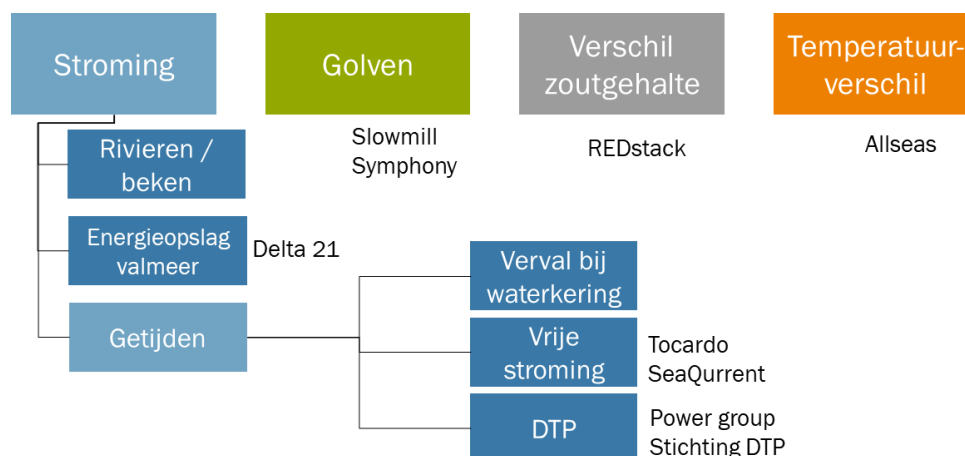 Stroming
Golven
Verschil
zoutgehalte
Temperatuur-
verschil
Slowmill
Symphony
REDstack
Allseas
Rivieren /
beken
Energieopslag
valmeer
Delta 21
Getijden
Verval bij
waterkering
Vrije
stroming
Tocardo
SeaQurrent
DTP
Power group
Stichting DTP